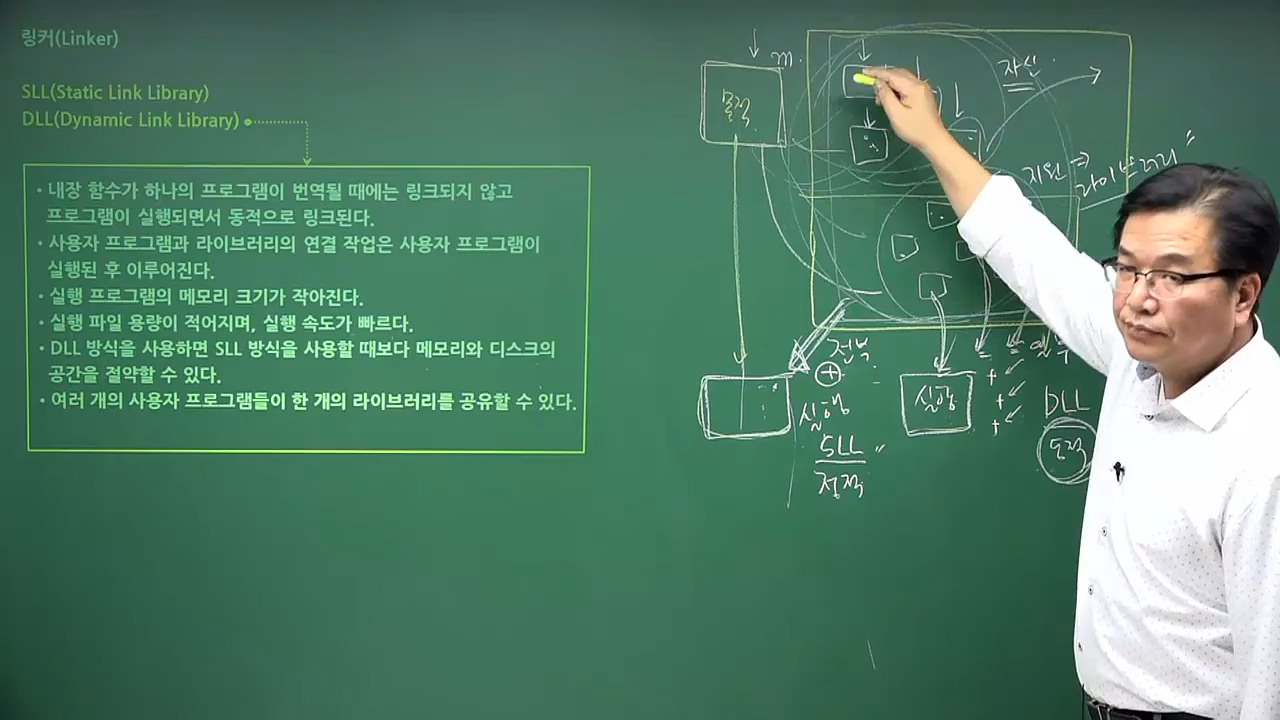 링커(Linker)
SLL(Static Link Library)
DLL(Dynamic Link Library)
• 내장 함수가 하나의 프로그램이 번역될 때에는 링크되지 않고
프로그램이 실행되면서 동적으로 링크된다.
• 사용자 프로그램과 라이브러리의 연결 작업은 사용자 프로그램이
실행된 후 이루어진다.
• 실행 프로그램의 메모리 크기가 작아진다.
• 실행 파일 용량이 적어지며, 실행 속도가 빠르다.
• DLL 방식을 사용하면 SLL 방식을 사용할 때보다 메모리와 디스크의
공간을 절약할 수 있다.
• 여러 개의 사용자 프로그램들이 한 개의 라이브러리를 공유할 수 있다.
m.
목적
자신
지원 ⇒
라이브러리"
전부
+
실행
SLL"
정적
실행
+
+
+
DLL
동적